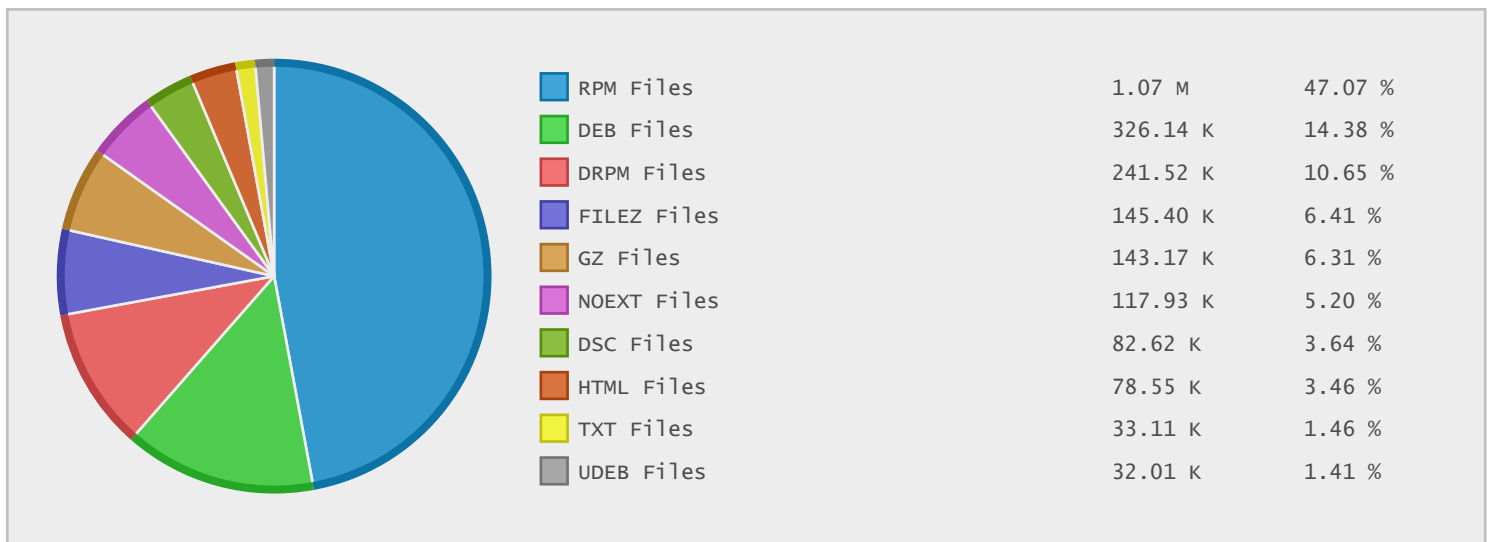 RPM Files 1.07 M 47.07 %
DEB Files 326.14 K 14.38 %
DRPM Files 241.52 K 10.65 %
FILEZ Files 145.40 K 6.41 %
GZ Files 143.17 K 6.31 %
NOEXT Files 117.93 K 5.20 %
DSC Files 82.62 K 3.64 %
HTML Files 78.55 K 3.46 %
TXT Files 33.11 K 1.46 %
UDEB Files 32.01 K 1.41 %